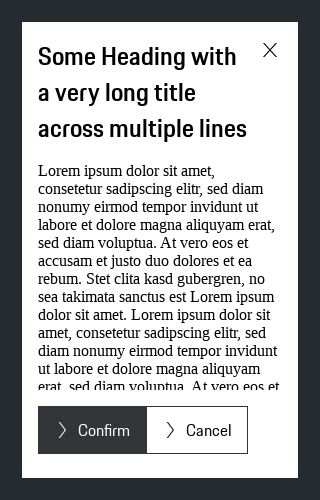 Some Heading with
a very long title
across multiple lines
Lorem ipsum dolor sit amet,
consetetur sadipscing elitr, sed diam
nonumy eirmod tempor invidunt ut
labore et dolore magna aliquyam erat,
sed diam voluptua. At vero eos et
accusam et justo duo dolores et ea
rebum. Stet clita kasd gubergren, no
sea takimata sanctus est Lorem ipsum
dolor sit amet. Lorem ipsum dolor sit
amet, consetetur sadipscing elitr, sed
diam nonumy eirmod tempor invidunt
ut labore et dolore magna aliquyam
erat, sed diam voluptua. At vero eos et
Confirm
Cancel